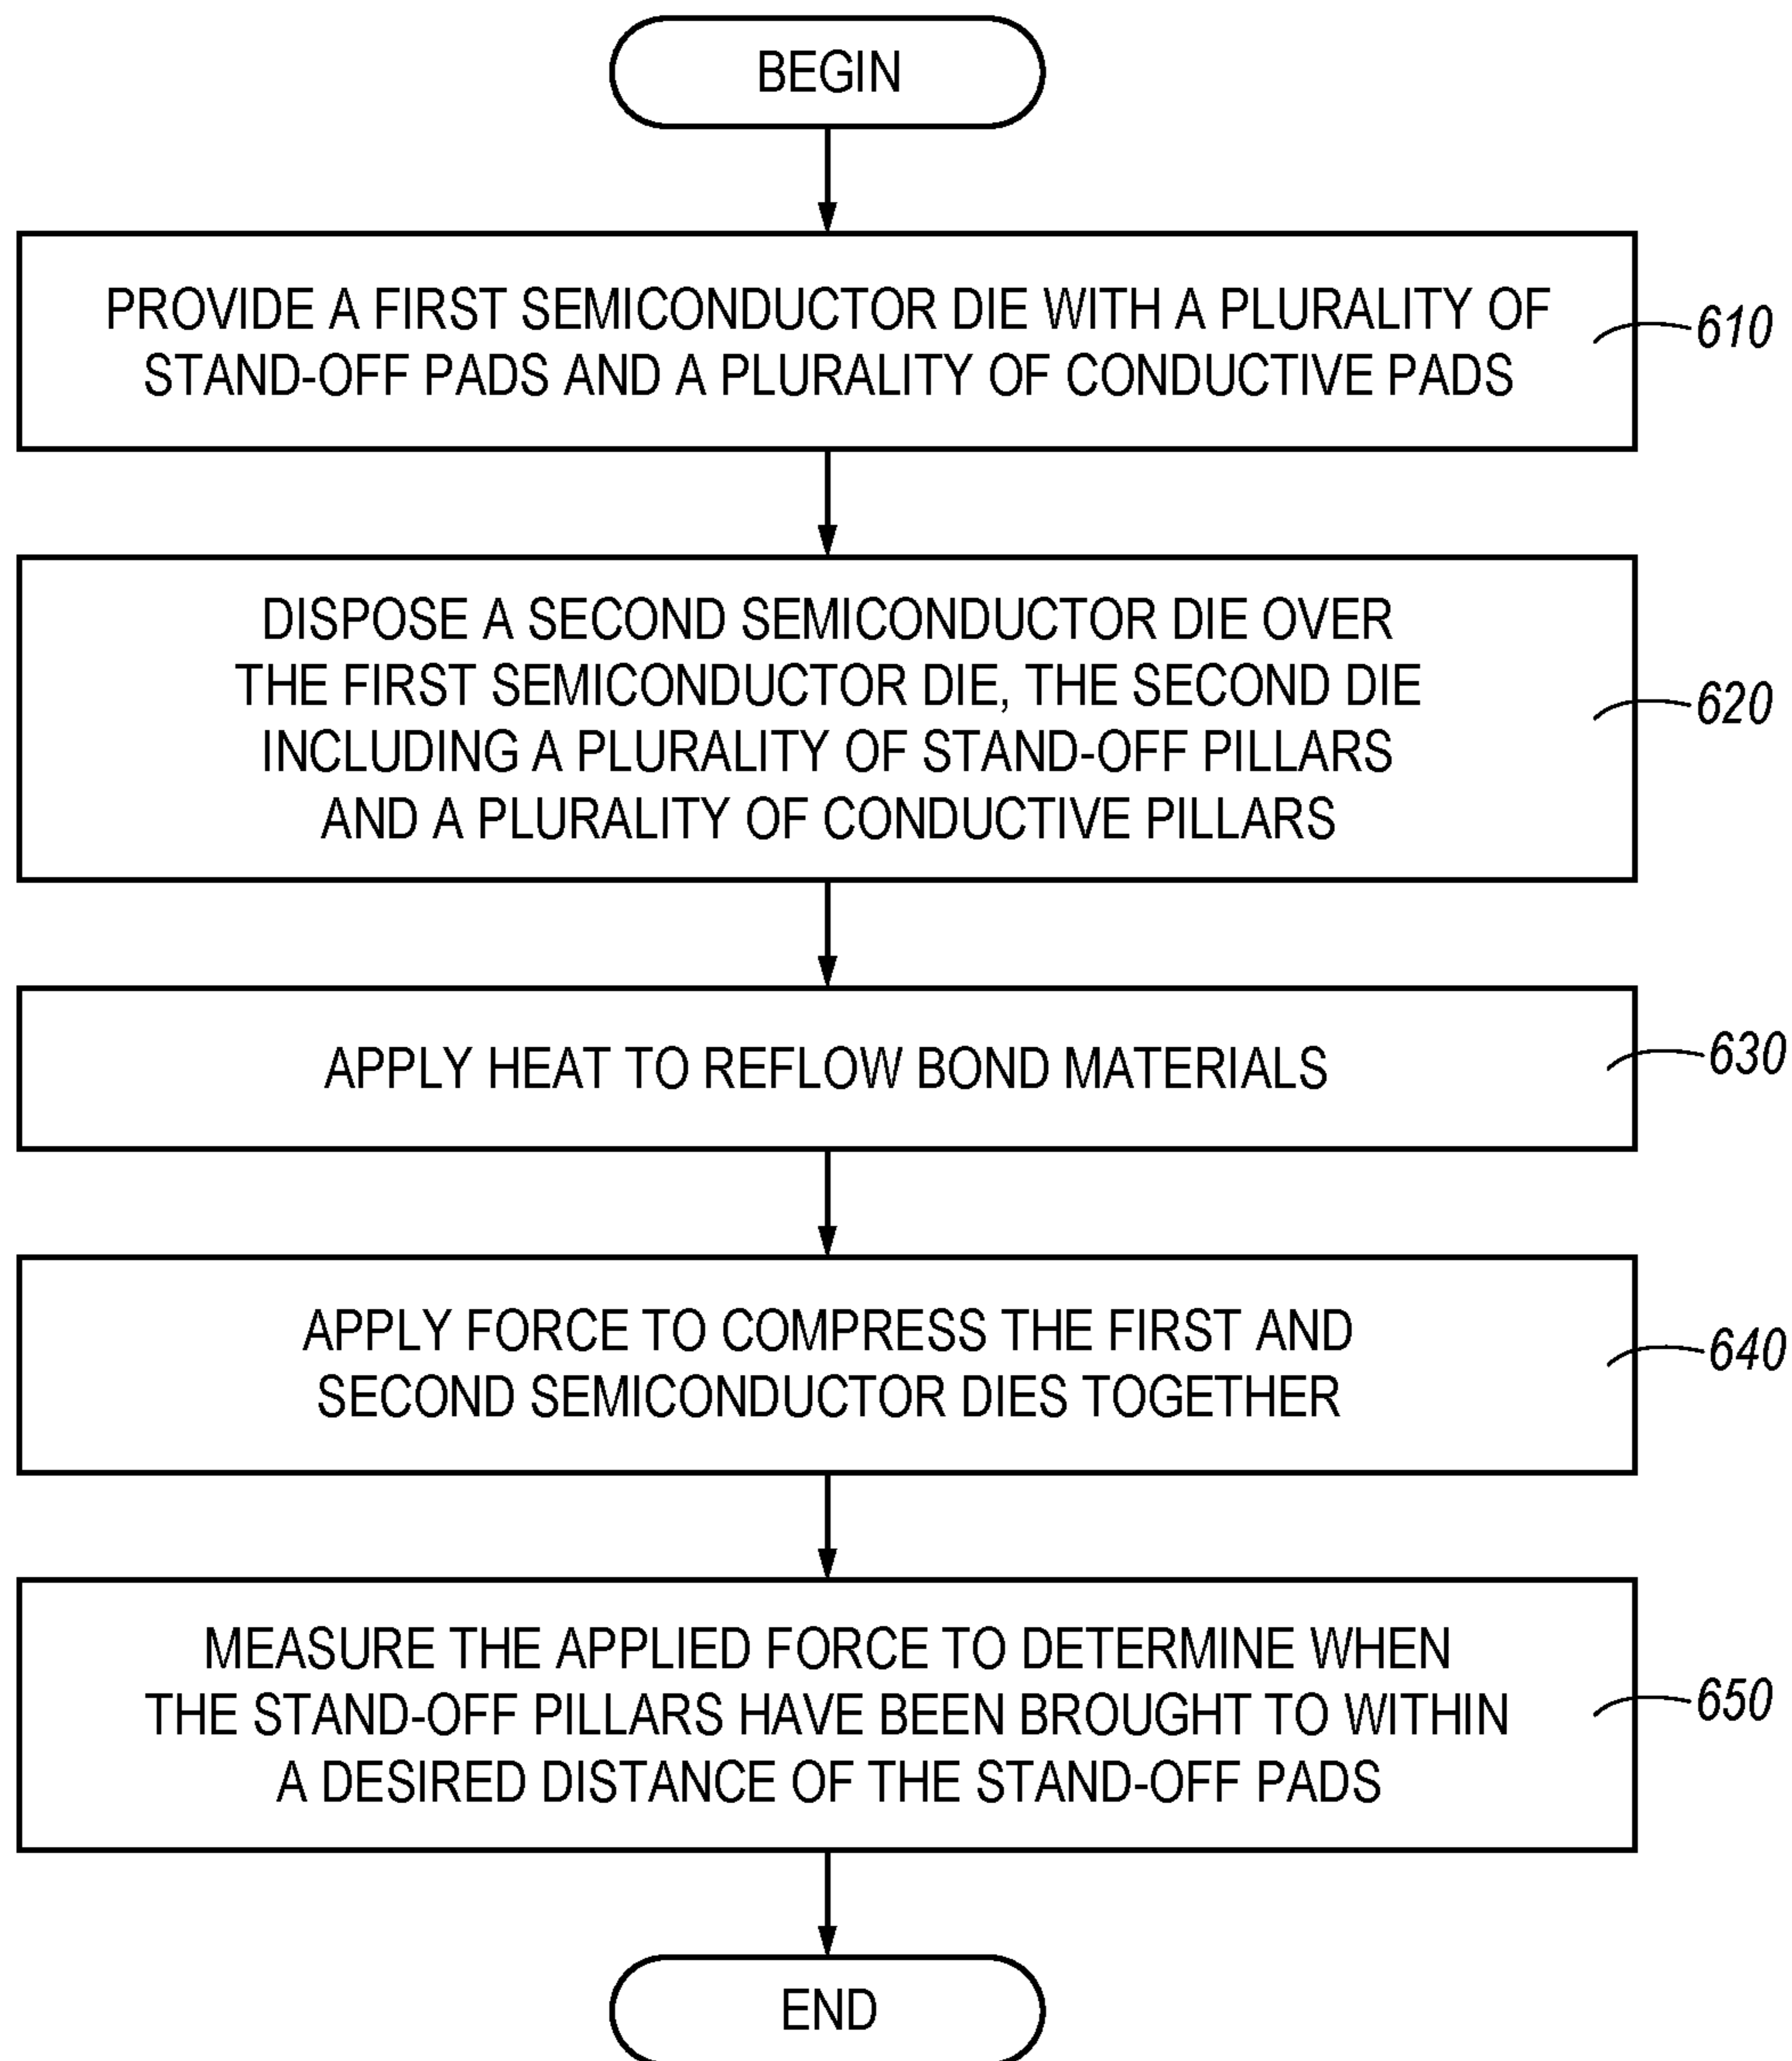 BEGIN
PROVIDE A FIRST SEMICONDUCTOR DIE WITH A PLURALITY OF
STAND-OFF PADS AND A PLURALITY OF CONDUCTIVE PADS
610
DISPOSE A SECOND SEMICONDUCTOR DIE OVER
THE FIRST SEMICONDUCTOR DIE, THE SECOND DIE
INCLUDING A PLURALITY OF STAND-OFF PILLARS
AND A PLURALITY OF CONDUCTIVE PILLARS
620
APPLY HEAT TO REFLOW BOND MATERIALS
630
APPLY FORCE TO COMPRESS THE FIRST AND
SECOND SEMICONDUCTOR DIES TOGETHER
640
MEASURE THE APPLIED FORCE TO DETERMINE WHEN
THE STAND-OFF PILLARS HAVE BEEN BROUGHT TO WITHIN
A DESIRED DISTANCE OF THE STAND-OFF PADS
650
END